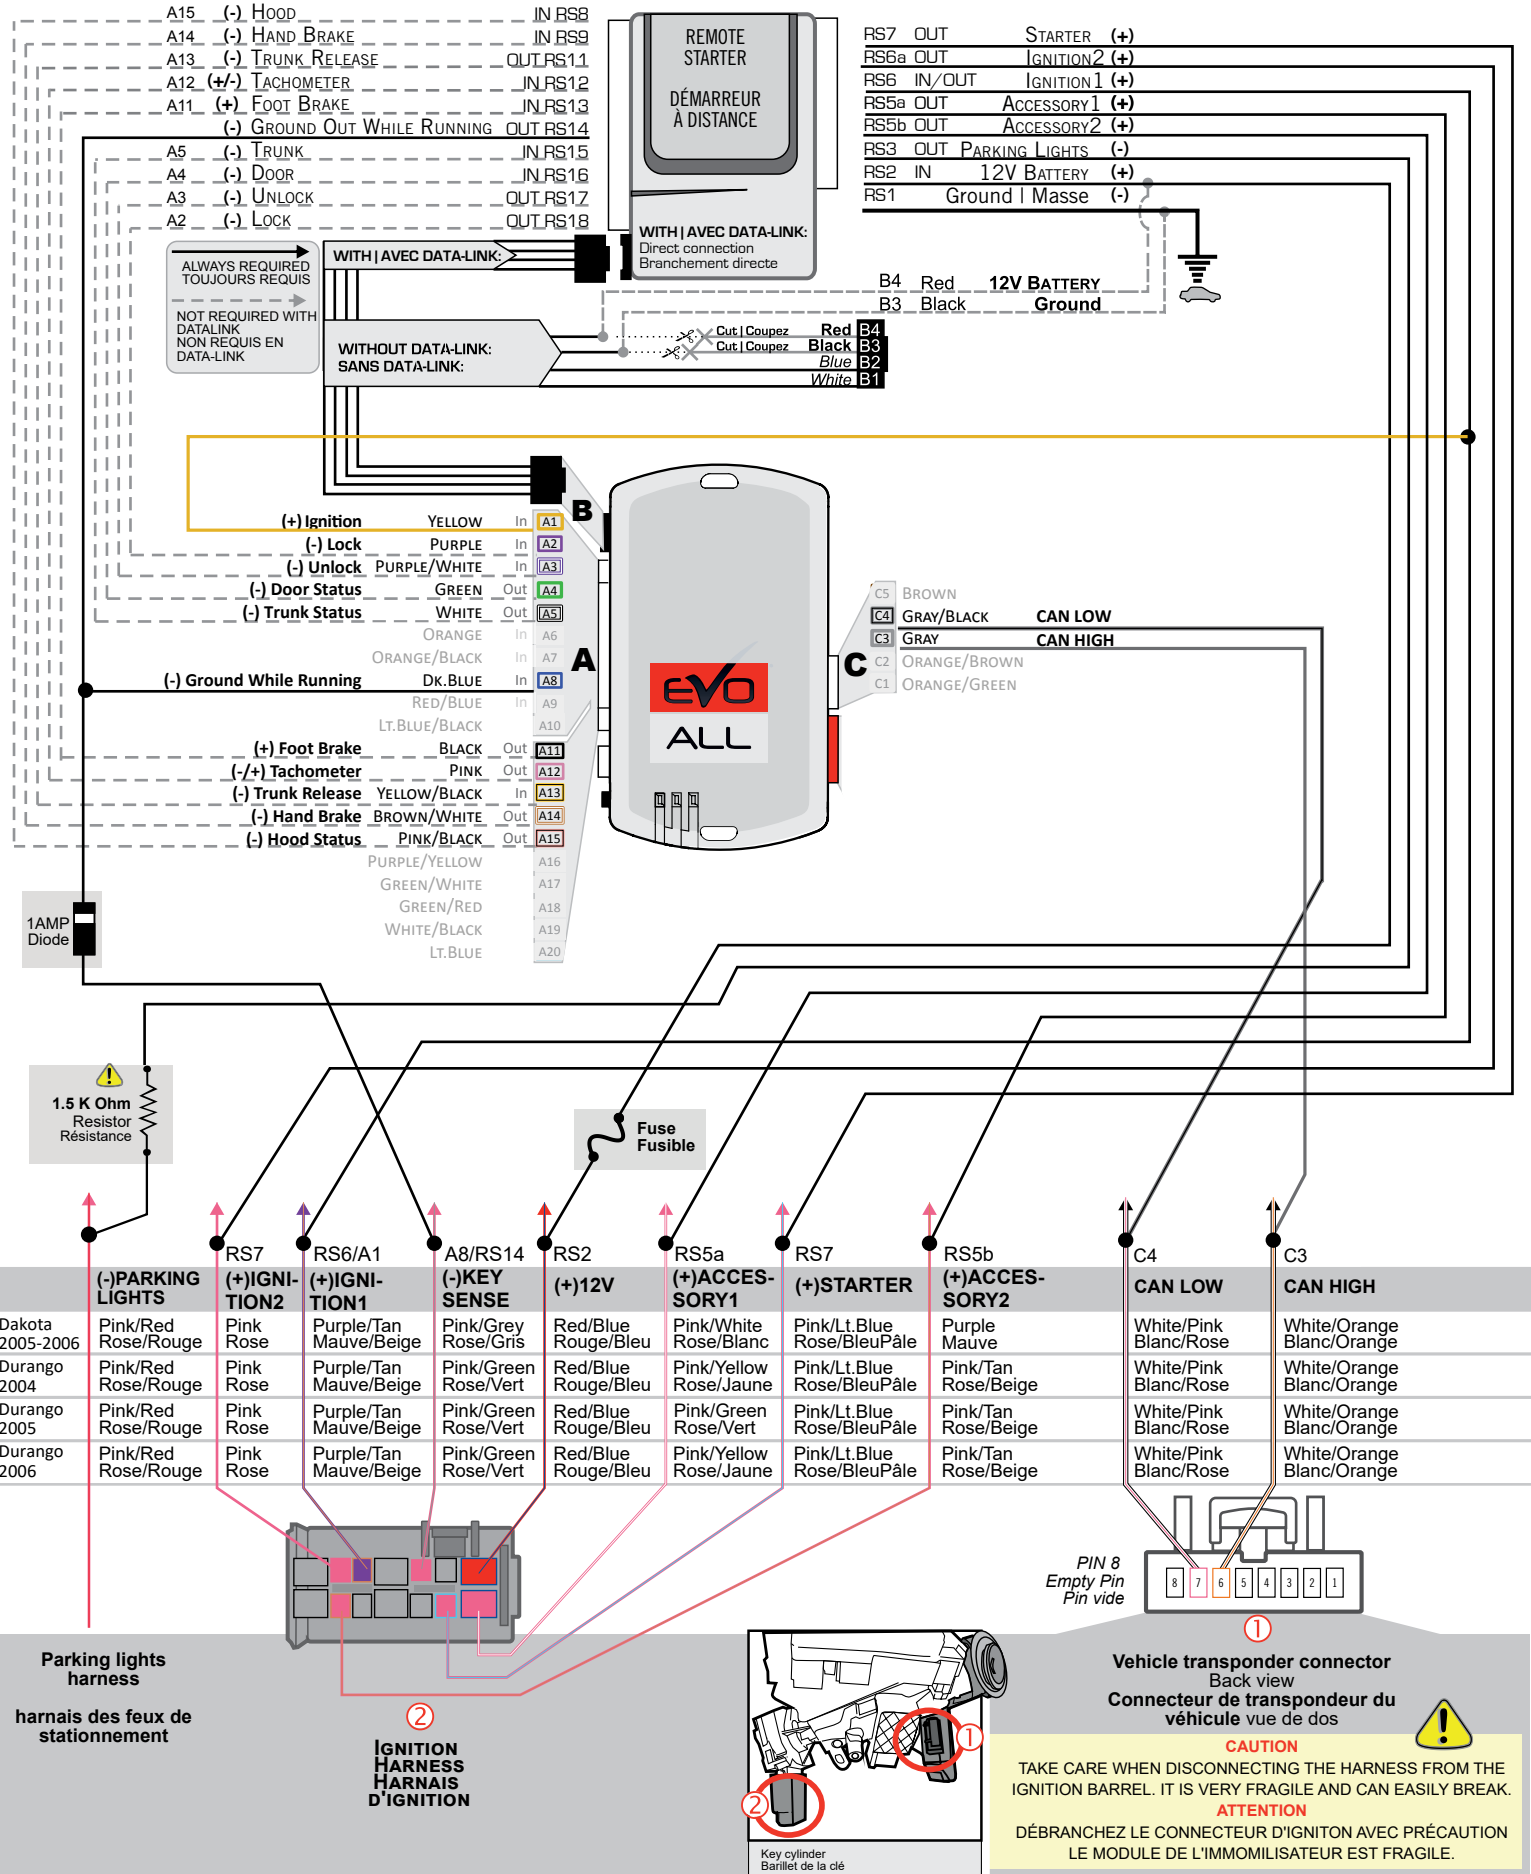 A15 (-) HOOD IN RS8
A14 (-) HAND BRAKE IN RS9
A13 (-) TRUNK RELEASE OUT RS11
A12 (+/-) TACHOMETER IN RS12
A11 (+) FOOT BRAKE IN RS13
(-) GROUND OUT WHILE RUNNING OUT RS14
A5 (-) TRUNK IN RS15
A4 (-) DOOR IN RS16
A3 (-) UNLOCK OUT RS17
A2 (-) LOCK OUT RS18
REMOTE
STARTER
DÉMARREUR
À DISTANCE
WITH | AVEC DATA-LINK:
Direct connection
Branchement directe
RS7 OUT STARTER (+)
RS6a OUT IGNITION2 (+)
RS6 IN/OUT IGNITION1 (+)
RS5a OUT ACCESSORY1 (+)
RS5b OUT ACCESSORY2 (+)
RS3 OUT PARKING LIGHTS (-)
RS2 IN 12V BATTERY (+)
RS1 Ground | Masse (-)
ALWAYS REQUIRED
TOUJOURS REQUIS
NOT REQUIRED WITH
DATALINK
NON REQUIS EN
DATA-LINK
WITH | AVEC DATA-LINK:
WITHOUT DATA-LINK:
SANS DATA-LINK:
B4 Red 12V BATTERY
B3 Black Ground
Cut | Coupez Red B4
Cut | Coupez Black B3
Blue B2
White B1
B
(+) Ignition YELLOW In A1
(-) Lock PURPLE In A2
(-) Unlock PURPLE/WHITE In A3
(-) Door Status GREEN Out A4
(-) Trunk Status WHITE Out A5
ORANGE In A6
ORANGE/BLACK In A7
(-) Ground While Running DK.BLUE In A8
RED/BLUE In A9
LT.BLUE/BLACK A10
(+) Foot Brake BLACK Out A11
(-/+) Tachometer PINK Out A12
(-) Trunk Release YELLOW/BLACK In A13
(-) Hand Brake BROWN/WHITE Out A14
(-) Hood Status PINK/BLACK Out A15
PURPLE/YELLOW A16
GREEN/WHITE A17
GREEN/RED A18
WHITE/BLACK A19
LT.BLUE A20
A
EVO
ALL
C
C5 BROWN
C4 GRAY/BLACK CAN LOW
C3 GRAY CAN HIGH
C2 ORANGE/BROWN
C1 ORANGE/GREEN
1AMP
Diode
1.5 K Ohm
Resistor
Résistance
Fuse
Fusible
RS7 RS6/A1 A8/RS14 RS2 RS5a RS7 RS5b C4 C3
(-)PARKING LIGHTS (+)IGNI-TION2 (+)IGNI-TION1 (-)KEY SENSE (+)12V (+)ACCES-SORY1 (+)STARTER (+)ACCES-SORY2 CAN LOW CAN HIGH
Dakota Pink/Red Pink Purple/Tan Pink/Grey Red/Blue Pink/White Pink/Lt.Blue Purple White/Pink White/Orange
2005-2006 Rose/Rouge Rose Mauve/Beige Rose/Gris Rouge/Bleu Rose/Blanc Rose/BleuPâle Mauve Blanc/Rose Blanc/Orange
Durango Pink/Red Pink Purple/Tan Pink/Green Red/Blue Pink/Yellow Pink/Lt.Blue Pink/Tan White/Pink White/Orange
2004 Rose/Rouge Rose Mauve/Beige Rose/Vert Rouge/Bleu Rose/Jaune Rose/BleuPâle Rose/Beige Blanc/Rose Blanc/Orange
Durango Pink/Red Pink Purple/Tan Pink/Green Red/Blue Pink/Green Pink/Lt.Blue Pink/Tan White/Pink White/Orange
2005 Rose/Rouge Rose Mauve/Beige Rose/Vert Rouge/Bleu Rose/Vert Rose/BleuPâle Rose/Beige Blanc/Rose Blanc/Orange
Durango Pink/Red Pink Purple/Tan Pink/Green Red/Blue Pink/Yellow Pink/Lt.Blue Pink/Tan White/Pink White/Orange
2006 Rose/Rouge Rose Mauve/Beige Rose/Vert Rouge/Bleu Rose/Jaune Rose/BleuPâle Rose/Beige Blanc/Rose Blanc/Orange
PIN 8
Empty Pin
Pin vide
8 7 6 5 4 3 2 1
1
Vehicle transponder connector
Back view
Connecteur de transpondeur du
véhicule vue de dos
Parking lights
harness
harnais des feux de
stationnement
2
IGNITION
HARNESS
HARNAIS
D'IGNITION
1
2
Key cylinder
Barillet de la clé
CAUTION
TAKE CARE WHEN DISCONNECTING THE HARNESS FROM THE
IGNITION BARREL. IT IS VERY FRAGILE AND CAN EASILY BREAK.
ATTENTION
DÉBRANCHEZ LE CONNECTEUR D'IGNITON AVEC PRÉCAUTION
LE MODULE DE L'IMMOMILISATEUR EST FRAGILE.